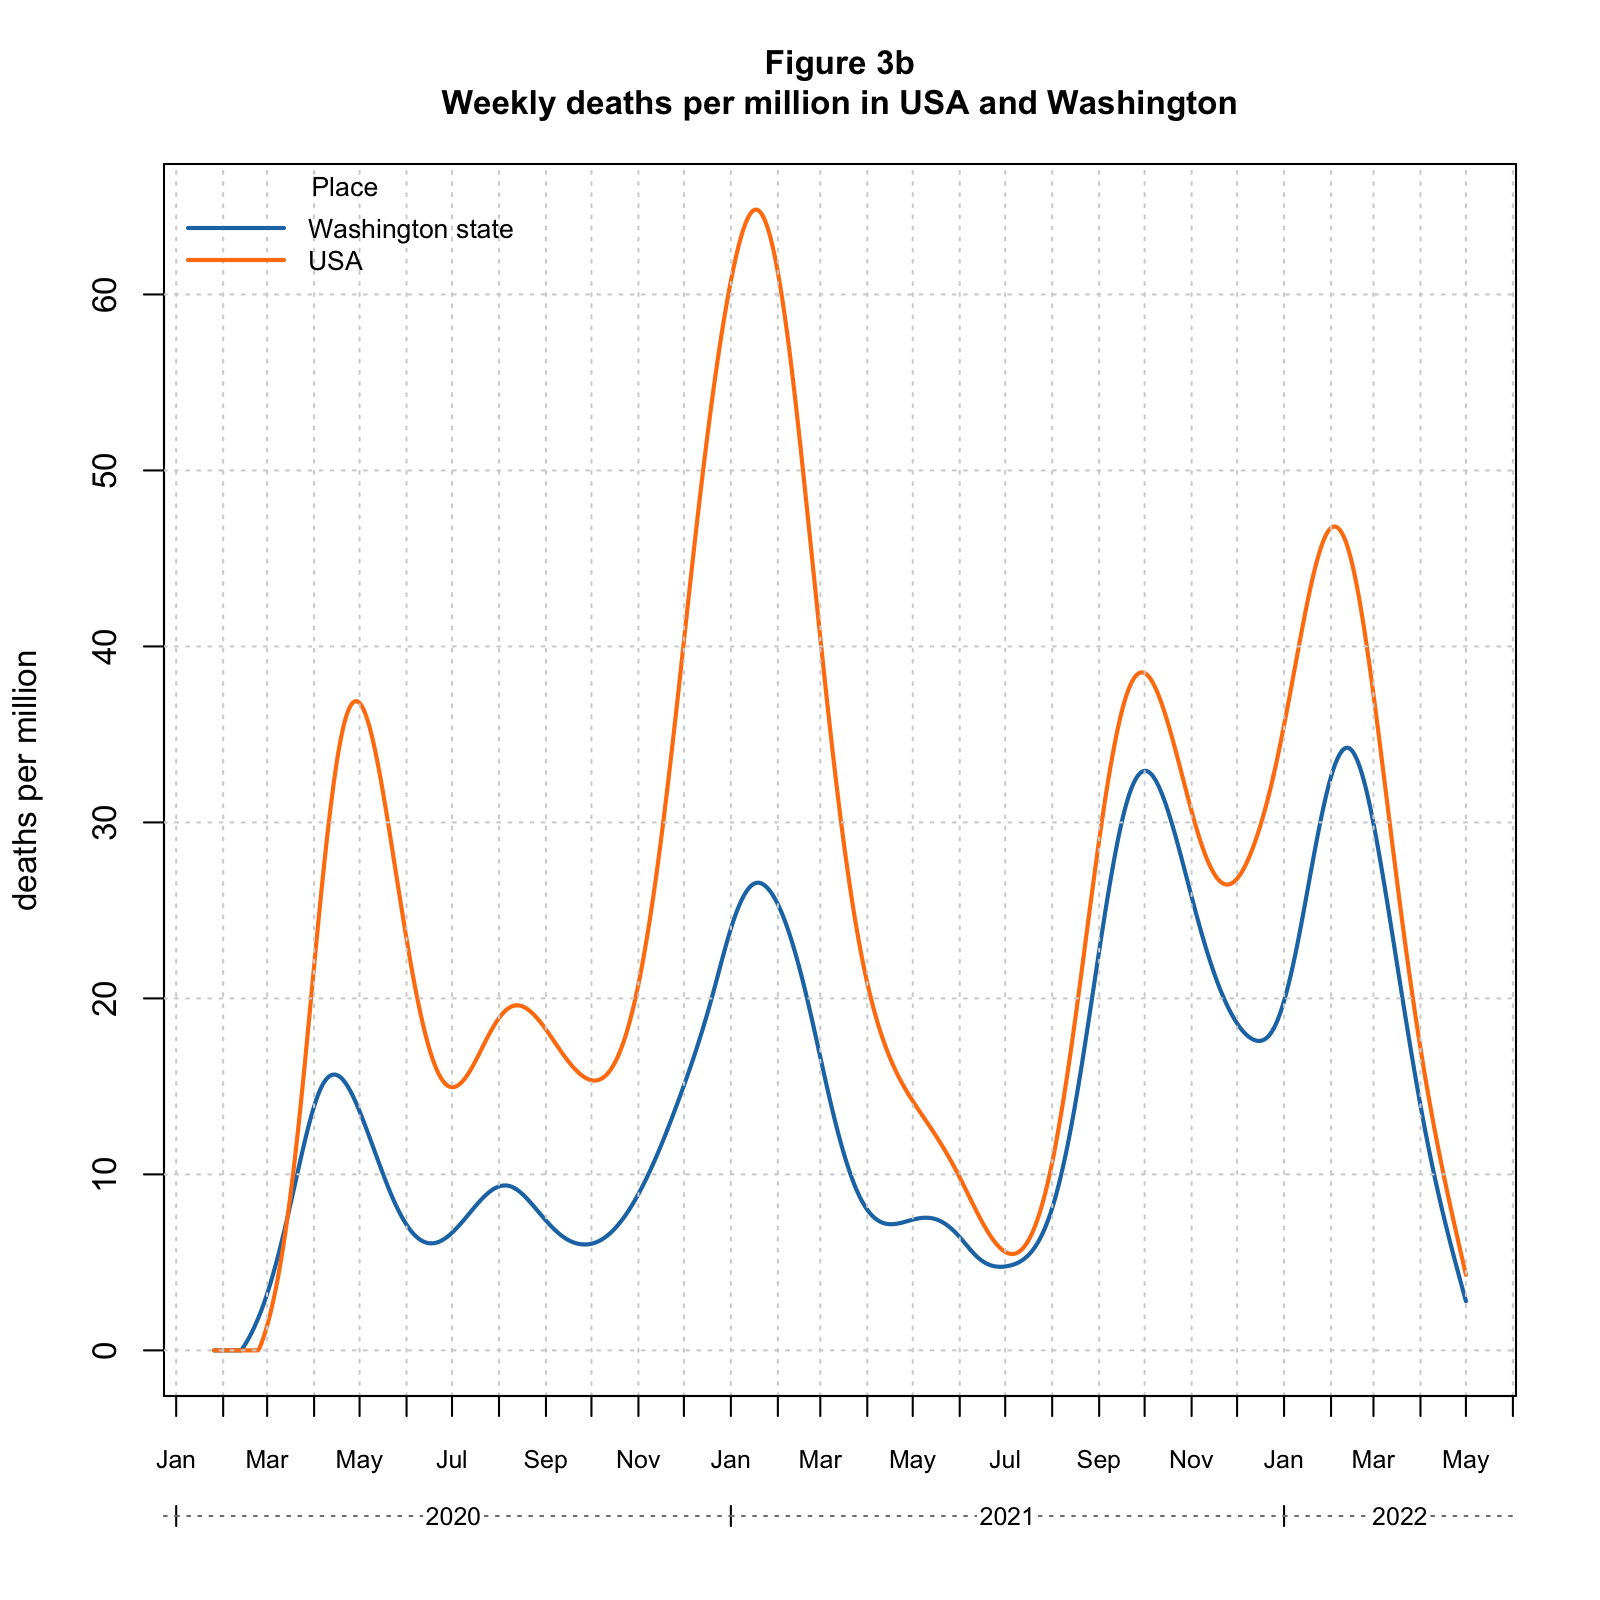 Figure 3b
Weekly deaths per million in USA and Washington
Place
Washington state
USA
60
50
40
30
20
10
0
deaths per million
Jan Mar May Jul Sep Nov Jan Mar May Jul Sep Nov Jan Mar May
2020 2021 2022